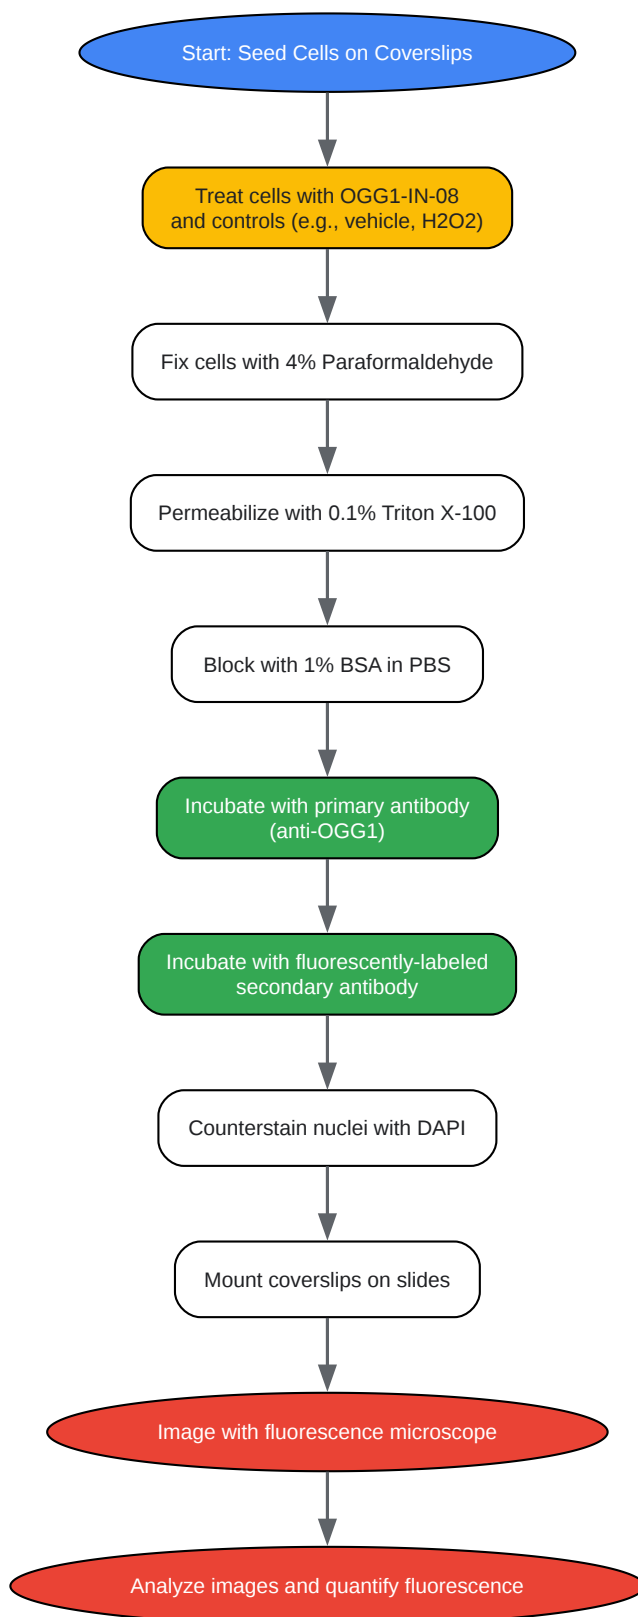 Start: Seed Cells on Coverslips
Treat cells with OGG1-IN-08
and controls (e.g., vehicle, H2O2)
Fix cells with 4% Paraformaldehyde
Permeabilize with 0.1% Triton X-100
Block with 1% BSA in PBS
Incubate with primary antibody
(anti-OGG1)
Incubate with fluorescently-labeled
secondary antibody
Counterstain nuclei with DAPI
Mount coverslips on slides
Image with fluorescence microscope
Analyze images and quantify fluorescence